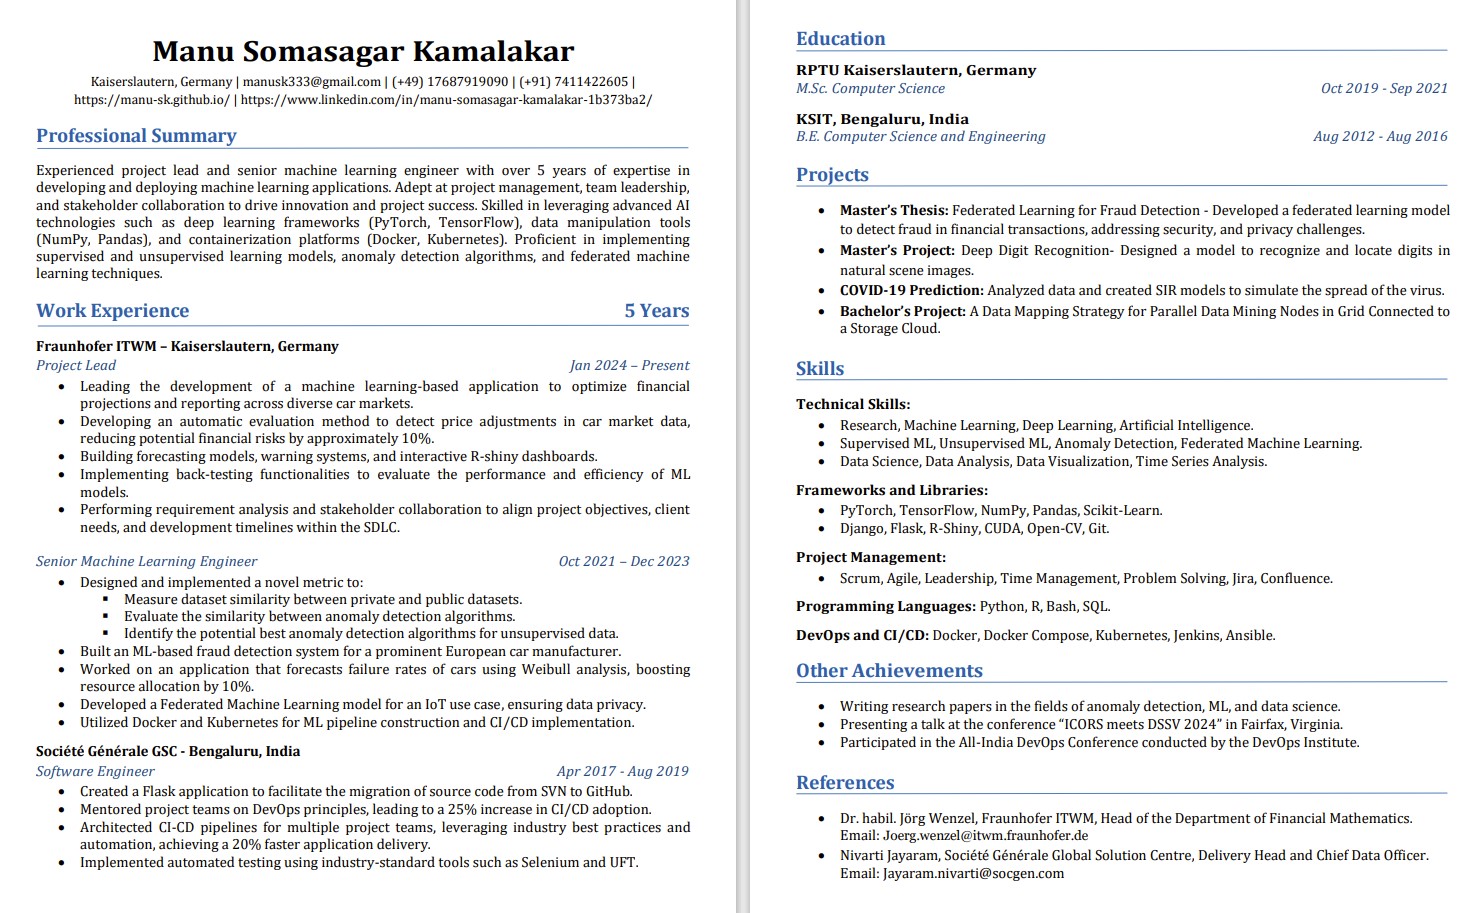 Manu Somasagar Kamalakar
Kaiserslautern, Germany | manusk333@gmail.com | (+49) 17687919090 | (+91) 7411422605 |
https://manu-sk.github.io/ | https://www.linkedin.com/in/manu-somasagar-kamalakar-1b373ba2/
Professional Summary
Experienced project lead and senior machine learning engineer with over 5 years of expertise in
developing and deploying machine learning applications. Adept at project management, team leadership,
and stakeholder collaboration to drive innovation and project success. Skilled in leveraging advanced AI
technologies such as deep learning frameworks (PyTorch, TensorFlow), data manipulation tools
(NumPy, Pandas), and containerization platforms (Docker, Kubernetes). Proficient in implementing
supervised and unsupervised learning models, anomaly detection algorithms, and federated machine
learning techniques.
Work Experience 5 Years
Fraunhofer ITWM – Kaiserslautern, Germany
Project Lead Jan 2024 – Present
• Leading the development of a machine learning-based application to optimize financial
projections and reporting across diverse car markets.
• Developing an automatic evaluation method to detect price adjustments in car market data,
reducing potential financial risks by approximately 10%.
• Building forecasting models, warning systems, and interactive R-shiny dashboards.
• Implementing back-testing functionalities to evaluate the performance and efficiency of ML
models.
• Performing requirement analysis and stakeholder collaboration to align project objectives, client
needs, and development timelines within the SDLC.
Senior Machine Learning Engineer Oct 2021 – Dec 2023
• Designed and implemented a novel metric to:
▪ Measure dataset similarity between private and public datasets.
▪ Evaluate the similarity between anomaly detection algorithms.
▪ Identify the potential best anomaly detection algorithms for unsupervised data.
• Built an ML-based fraud detection system for a prominent European car manufacturer.
• Worked on an application that forecasts failure rates of cars using Weibull analysis, boosting
resource allocation by 10%.
• Developed a Federated Machine Learning model for an IoT use case, ensuring data privacy.
• Utilized Docker and Kubernetes for ML pipeline construction and CI/CD implementation.
Société Générale GSC - Bengaluru, India
Software Engineer Apr 2017 - Aug 2019
• Created a Flask application to facilitate the migration of source code from SVN to GitHub.
• Mentored project teams on DevOps principles, leading to a 25% increase in CI/CD adoption.
• Architected CI-CD pipelines for multiple project teams, leveraging industry best practices and
automation, achieving a 20% faster application delivery.
• Implemented automated testing using industry-standard tools such as Selenium and UFT.
Education
RPTU Kaiserslautern, Germany
M.Sc. Computer Science Oct 2019 - Sep 2021
KSIT, Bengaluru, India
B.E. Computer Science and Engineering Aug 2012 - Aug 2016
Projects
• Master’s Thesis: Federated Learning for Fraud Detection - Developed a federated learning model
to detect fraud in financial transactions, addressing security, and privacy challenges.
• Master’s Project: Deep Digit Recognition- Designed a model to recognize and locate digits in
natural scene images.
• COVID-19 Prediction: Analyzed data and created SIR models to simulate the spread of the virus.
• Bachelor’s Project: A Data Mapping Strategy for Parallel Data Mining Nodes in Grid Connected to
a Storage Cloud.
Skills
Technical Skills:
• Research, Machine Learning, Deep Learning, Artificial Intelligence.
• Supervised ML, Unsupervised ML, Anomaly Detection, Federated Machine Learning.
• Data Science, Data Analysis, Data Visualization, Time Series Analysis.
Frameworks and Libraries:
• PyTorch, TensorFlow, NumPy, Pandas, Scikit-Learn.
• Django, Flask, R-Shiny, CUDA, Open-CV, Git.
Project Management:
• Scrum, Agile, Leadership, Time Management, Problem Solving, Jira, Confluence.
Programming Languages: Python, R, Bash, SQL.
DevOps and CI/CD: Docker, Docker Compose, Kubernetes, Jenkins, Ansible.
Other Achievements
• Writing research papers in the fields of anomaly detection, ML, and data science.
• Presenting a talk at the conference “ICORS meets DSSV 2024” in Fairfax, Virginia.
• Participated in the All-India DevOps Conference conducted by the DevOps Institute.
References
• Dr. habil. Jörg Wenzel, Fraunhofer ITWM, Head of the Department of Financial Mathematics.
Email: Joerg.wenzel@itwm.fraunhofer.de
• Nivarti Jayaram, Société Générale Global Solution Centre, Delivery Head and Chief Data Officer.
Email: Jayaram.nivarti@socgen.com